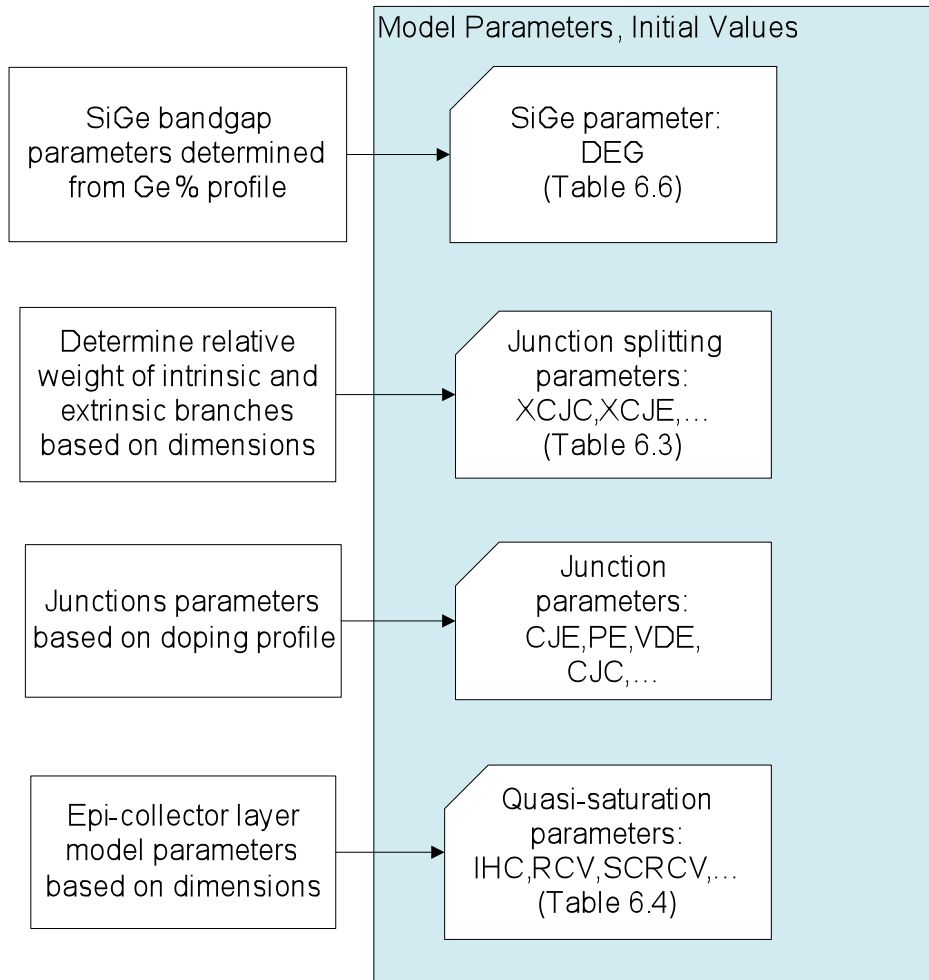 Model Parameters, Initial Values
SiGe bandgap
parameters determined
from Ge% profile
SiGe parameter:
DEG
(Table 6.6)
Determine relative
weight of intrinsic and
extrinsic branches
based on dimensions
Junction splitting
parameters:
XCJC,XCJE,...
(Table 6.3)
Junctions parameters
based on doping profile
Junction
parameters:
CJE,PE,VDE,
CJC,...
Epi-collector layer
model parameters
based on dimensions
Quasi-saturation
parameters:
IHC,RCV,SCRCV,...
(Table 6.4)